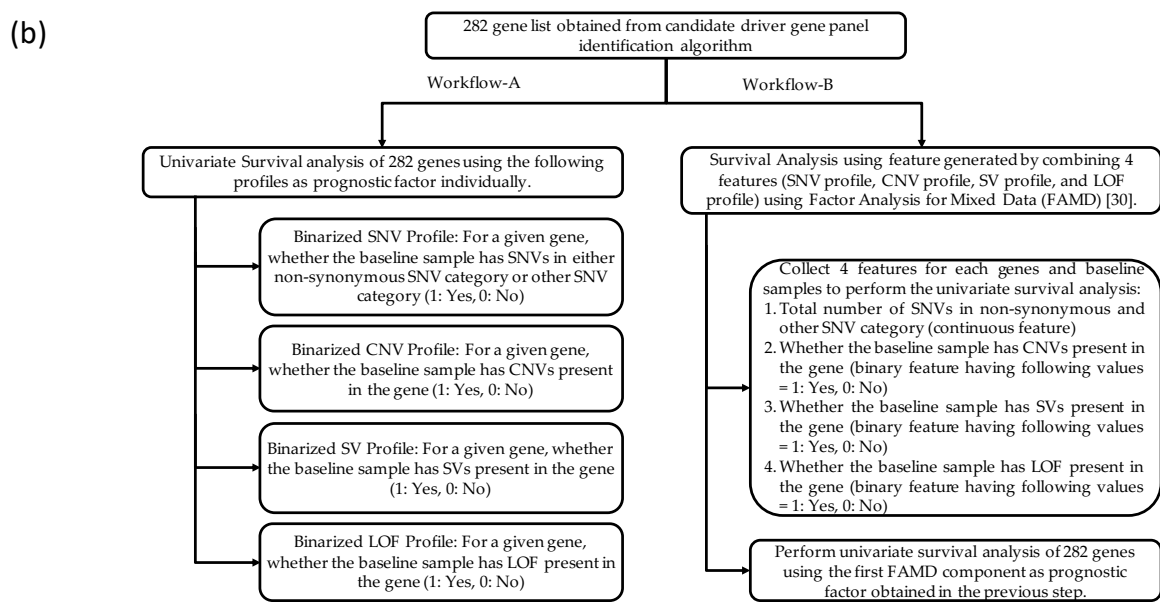 (b)
282 gene list obtained from candidate driver gene panel
identification algorithm
Workflow-A
Workflow-B
Univariate Survival analysis of 282 genes using the following
profiles as prognostic factor individually.
Binarized SNV Profile: For a given gene,
whether the baseline sample has SNVs in either
non-synonymous SNV category or other SNV
category (1: Yes, 0: No)
Binarized CNV Profile: For a given gene,
whether the baseline sample has CNVs present
in the gene (1: Yes, 0: No)
Binarized SV Profile: For a given gene, whether
the baseline sample has SVs present in the gene
(1: Yes, 0: No)
Binarized LOF Profile: For a given gene,
whether the baseline sample has LOF present in
the gene (1: Yes, 0: No)
Survival Analysis using feature generated by combining 4
features (SNV profile, CNV profile, SV profile, and LOF
profile) using Factor Analysis for Mixed Data (FAMD) [30].
Collect 4 features for each genes and baseline
samples to perform the univariate survival analysis:
1. Total number of SNVs in non-synonymous and
other SNV category (continuous feature)
2. Whether the baseline sample has CNVs present in
the gene (binary feature having following values
= 1: Yes, 0: No)
3. Whether the baseline sample has SVs present in
the gene (binary feature having following values
= 1: Yes, 0: No)
4. Whether the baseline sample has LOF present in
the gene (binary feature having following values
= 1: Yes, 0: No)
Perform univariate survival analysis of 282 genes
using the first FAMD component as prognostic
factor obtained in the previous step.